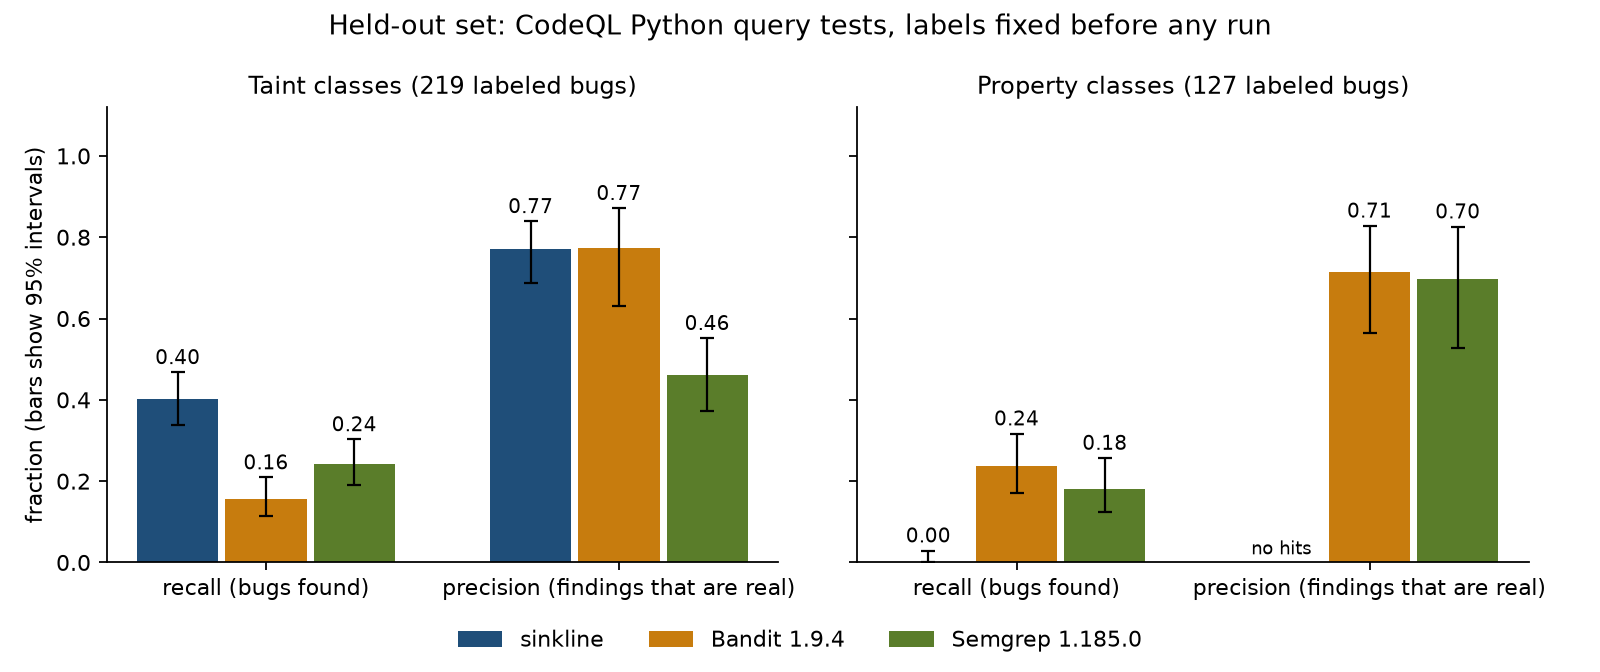 Held-out set: CodeQL Python query tests, labels fixed before any run
Taint classes (219 labeled bugs)
fraction (bars show 95% intervals)
1.0
0.8
0.6
0.4
0.2
0.0
0.40
0.16
0.24
0.77
0.77
0.46
recall (bugs found)
precision (findings that are real)
Property classes (127 labeled bugs)
0.00
0.24
0.18
no hits
0.71
0.70
recall (bugs found)
precision (findings that are real)
sinkline
Bandit 1.9.4
Semgrep 1.185.0